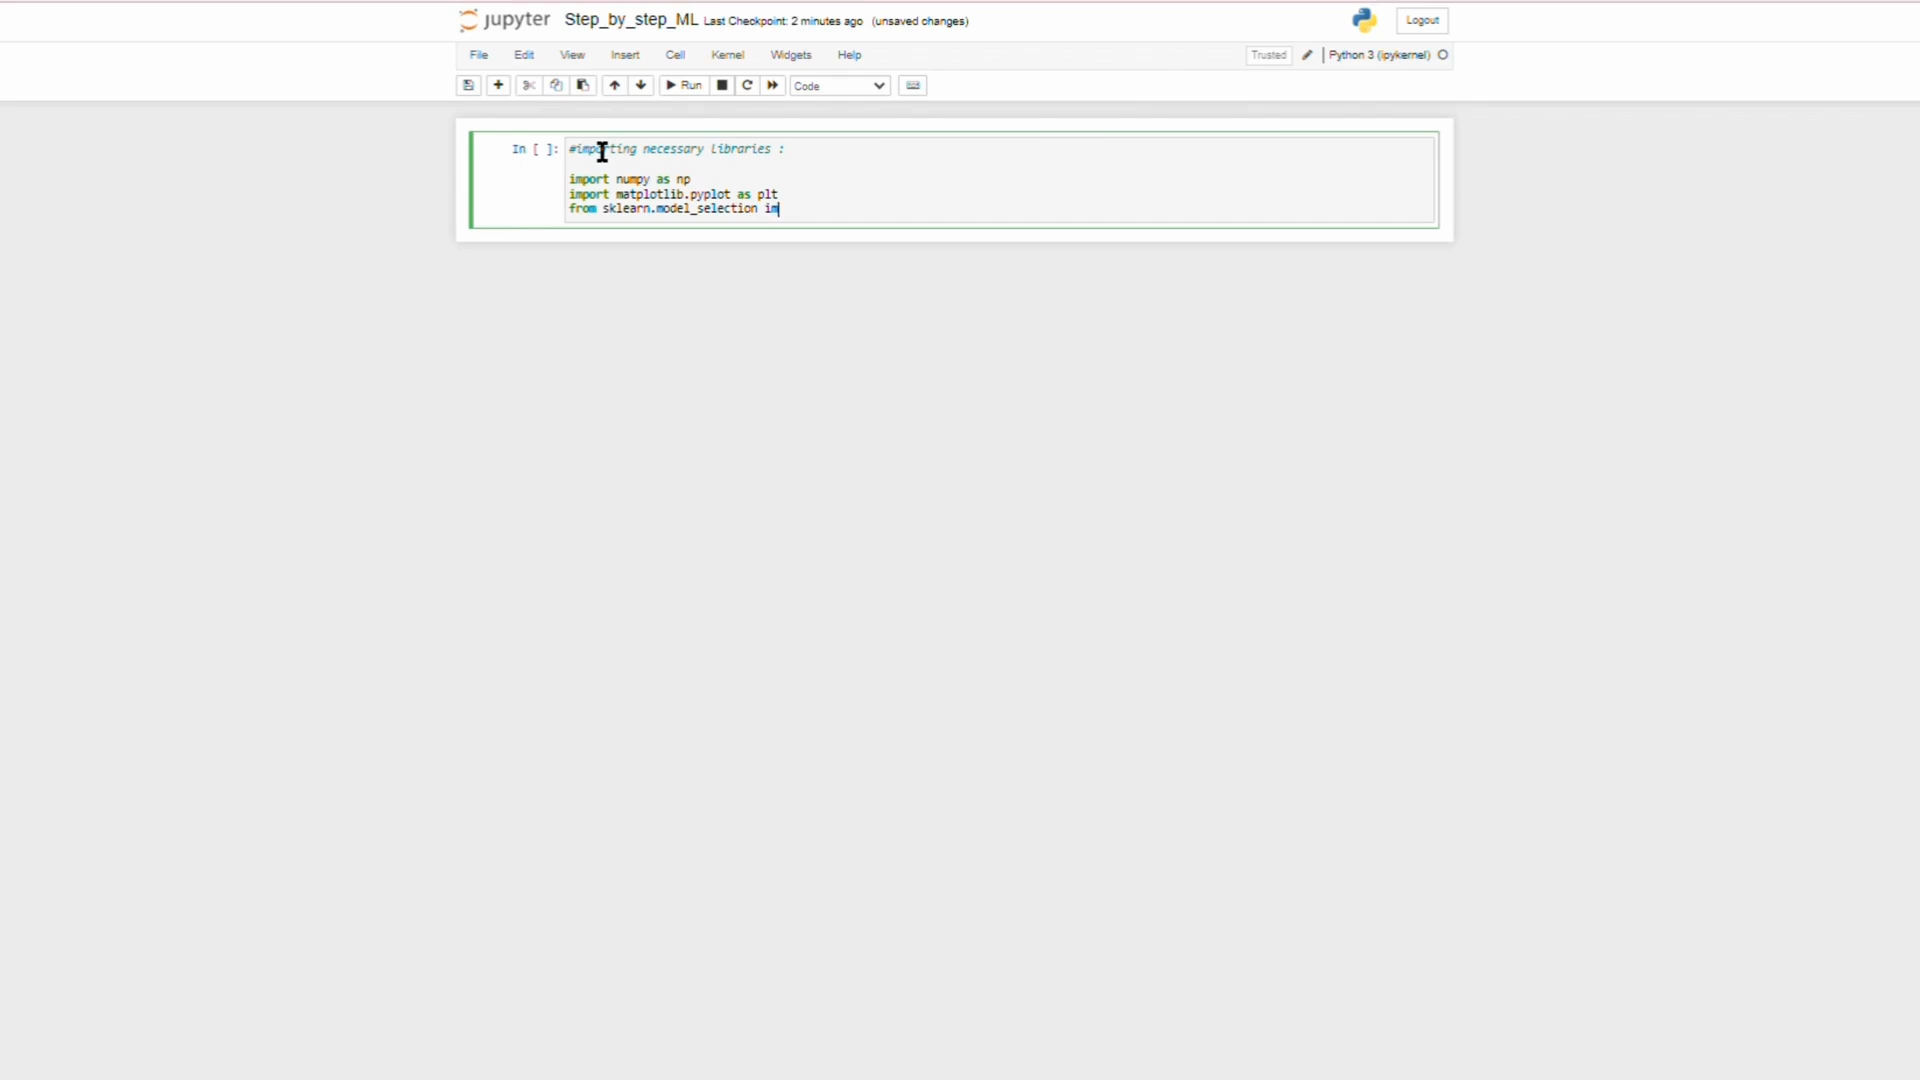 jupyter Step_by_step_ML Last Checkpoint: 2 minutes ago (unsaved changes) Logout
File Edit View Insert Cell Kernel Widgets Help Trusted Python 3 (ipykernel)
Run Code
In [ ]: #importing necessary libraries :
import numpy as np
import matplotlib.pyplot as plt
from sklearn.model_selection im